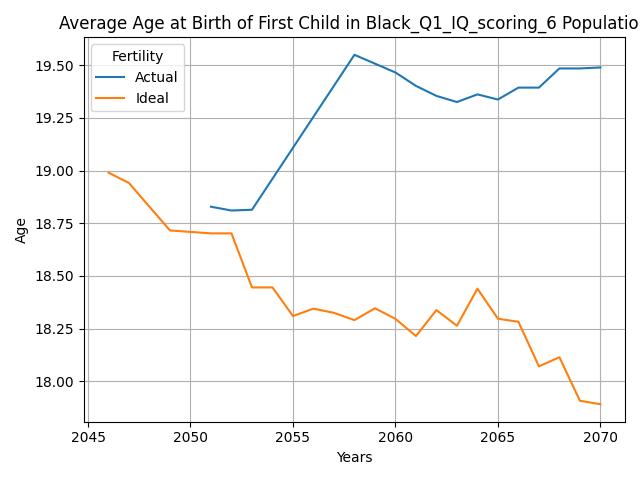 Average Age at Birth of First Child in Black_Q1_IQ_scoring_6 Populatio
Fertility
Actual
Ideal
19.50
19.25
19.00
18.75
18.50
18.25
18.00
Age
2045 2050 2055 2060 2065 2070
Years